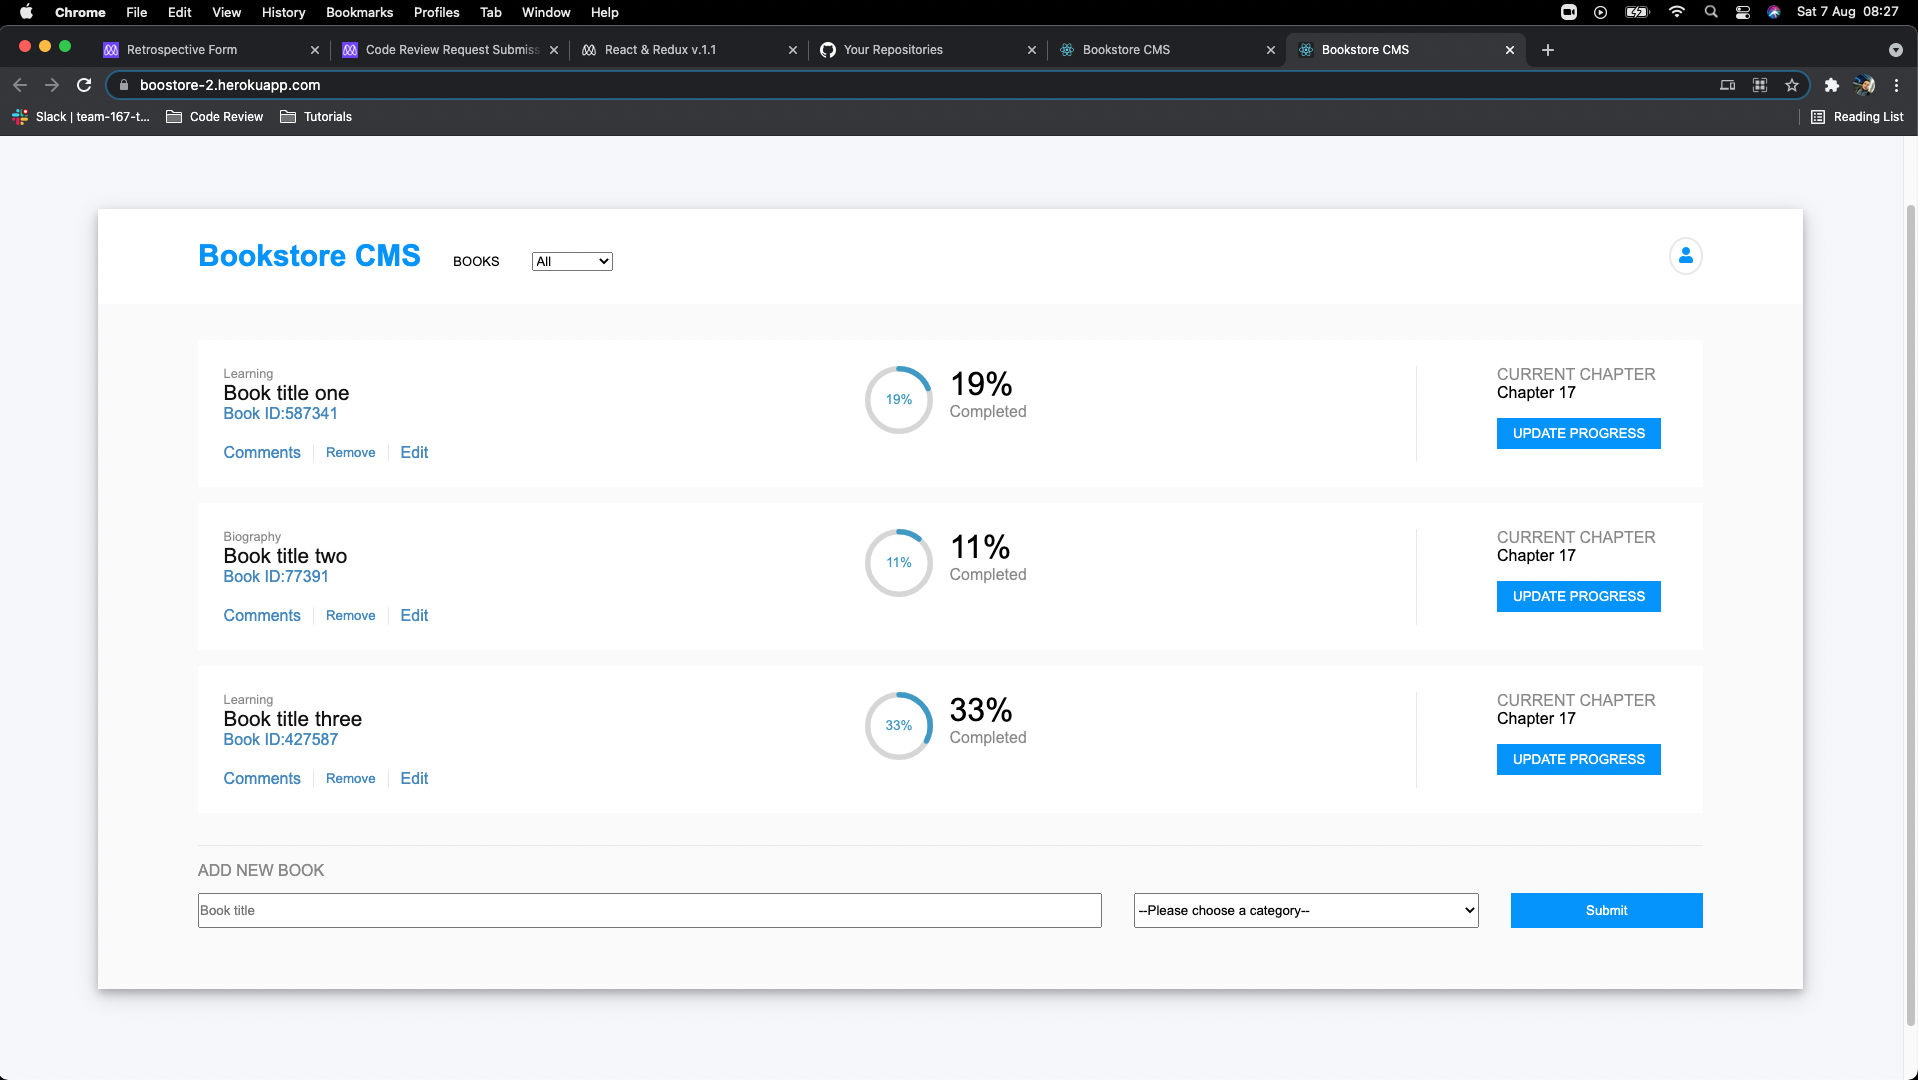 Chrome File Edit View History Bookmarks Profiles Tab Window Help Sat 7 Aug 08:27
Retrospective Form Code Review Request Submiss React & Redux v.1.1 Your Repositories Bookstore CMS Bookstore CMS
boostore-2.herokuapp.com
Slack | team-167-t... Code Review Tutorials Reading List
Bookstore CMS BOOKS All
Learning
Book title one
Book ID:587341
Comments Remove Edit
19%
19%
Completed
CURRENT CHAPTER
Chapter 17
UPDATE PROGRESS
Biography
Book title two
Book ID:77391
Comments Remove Edit
11%
11%
Completed
CURRENT CHAPTER
Chapter 17
UPDATE PROGRESS
Learning
Book title three
Book ID:427587
Comments Remove Edit
33%
33%
Completed
CURRENT CHAPTER
Chapter 17
UPDATE PROGRESS
ADD NEW BOOK
Book title --Please choose a category-- Submit